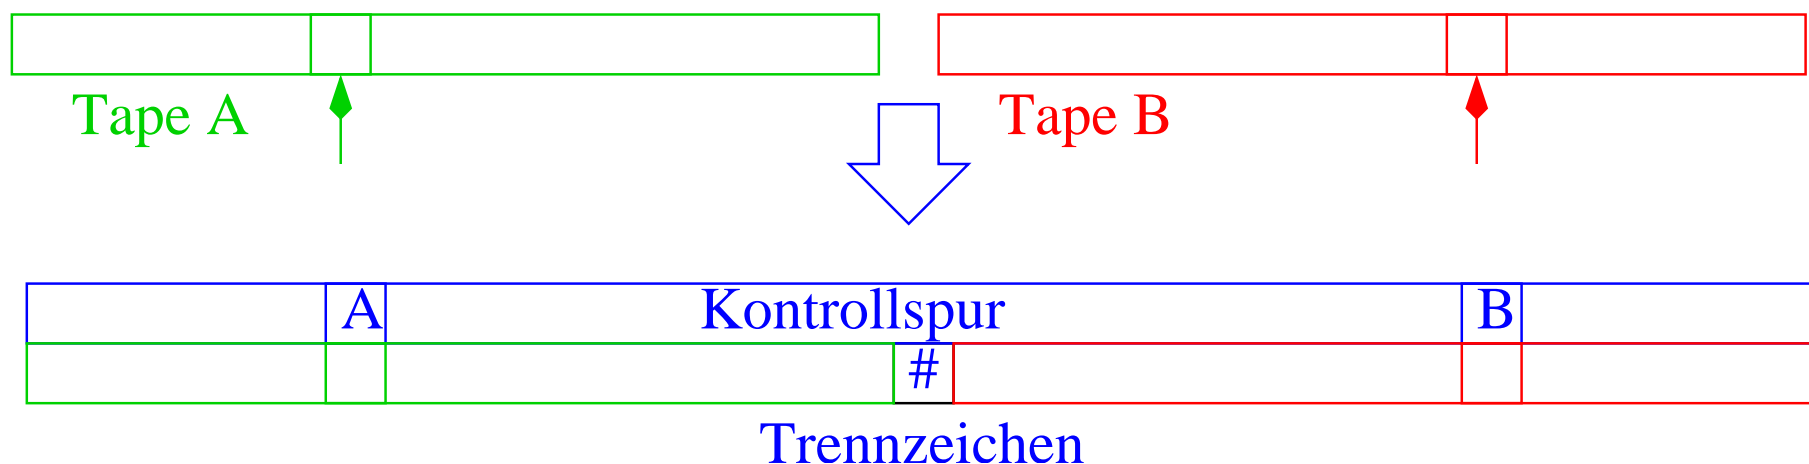 Tape A
Tape B
A Kontrollspur B
#
Trennzeichen